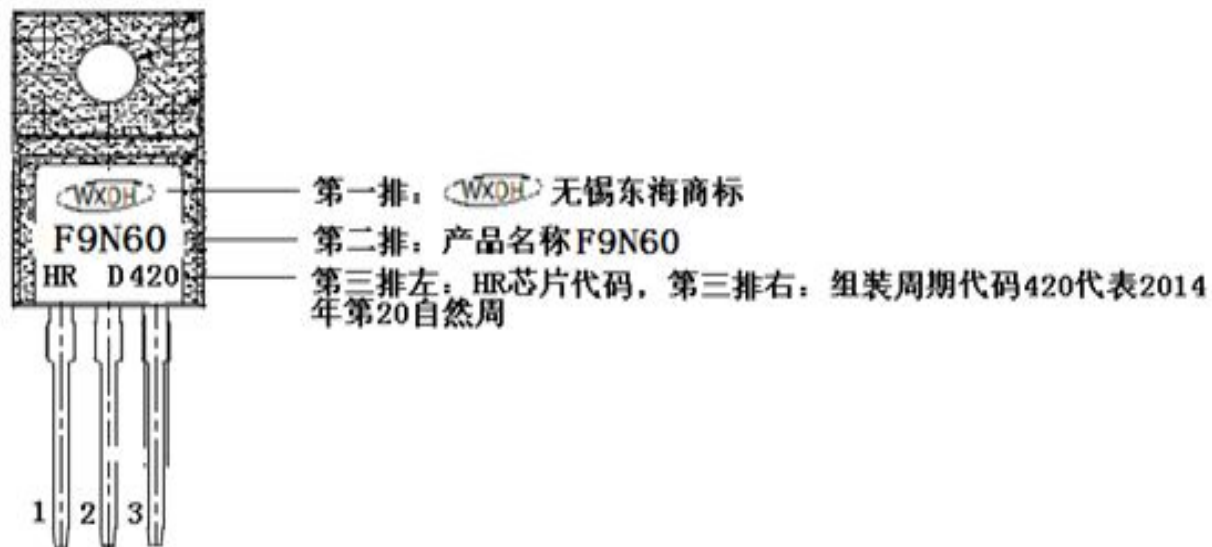 WXDH
F9N60
HR D420
第一排：WXDH 无锡东海商标
第二排：产品名称F9N60
第三排左：HR芯片代码，第三排右：组装周期代码420代表2014
年第20自然周
1 2 3